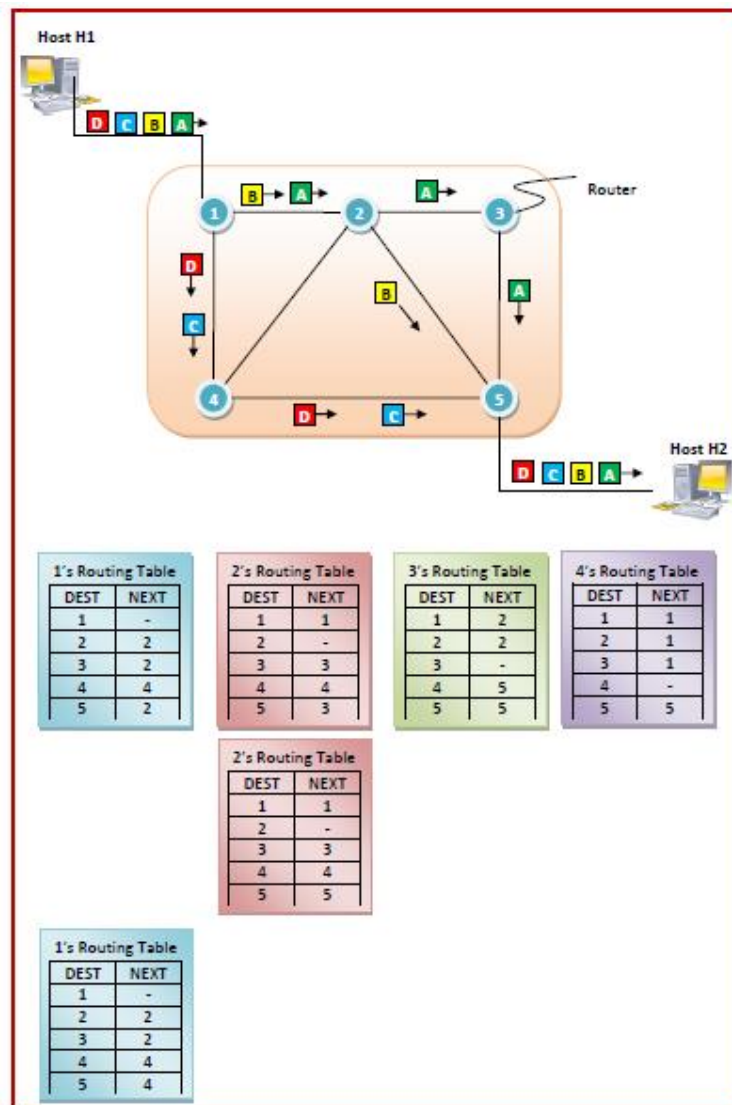 Host H1
D C B A
B A A
1 2 3
Router
D
B A
C
4 5
D C
Host H2
D C B A
1's Routing Table
DEST NEXT
1 -
2 2
3 2
4 4
5 2
2's Routing Table
DEST NEXT
1 1
2 -
3 3
4 4
5 3
3's Routing Table
DEST NEXT
1 2
2 2
3 -
4 5
5 5
4's Routing Table
DEST NEXT
1 1
2 1
3 1
4 -
5 5
2's Routing Table
DEST NEXT
1 1
2 -
3 3
4 4
5 5
1's Routing Table
DEST NEXT
1 -
2 2
3 2
4 4
5 4